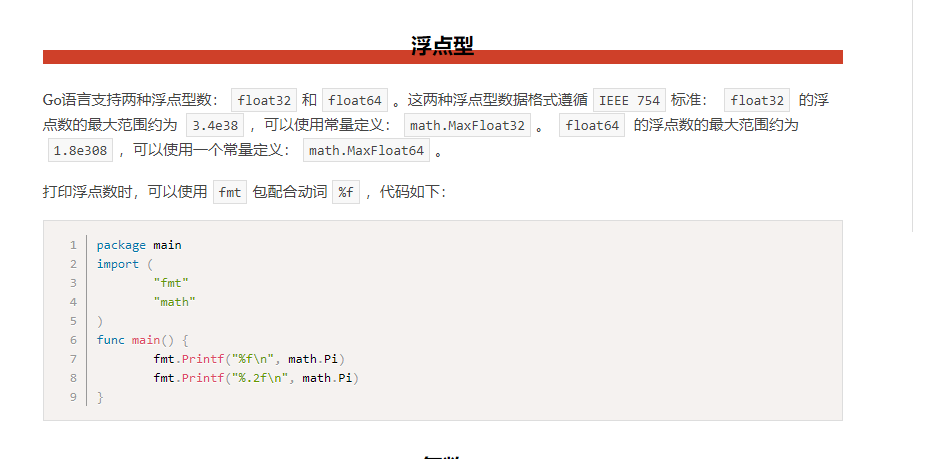 浮点型
Go语言支持两种浮点型数： float32 和 float64 。这两种浮点型数据格式遵循 IEEE 754 标准： float32 的浮
点数的最大范围约为 3.4e38 ，可以使用常量定义： math.MaxFloat32 。 float64 的浮点数的最大范围约为
1.8e308 ，可以使用一个常量定义： math.MaxFloat64 。
打印浮点数时，可以使用 fmt 包配合动词 %f ，代码如下：
1 package main
2 import (
3 "fmt"
4 "math"
5 )
6 func main() {
7 fmt.Printf("%f\n", math.Pi)
8 fmt.Printf("%.2f\n", math.Pi)
9 }